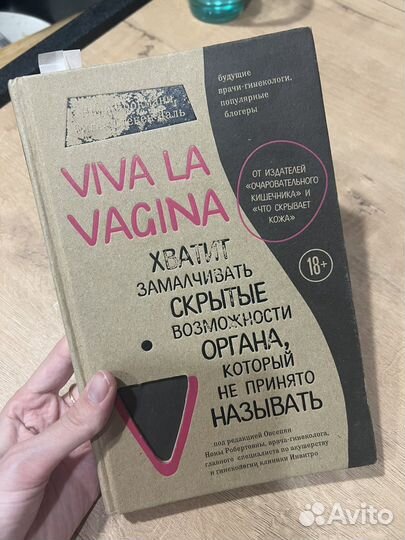 будущие
врачи-гинекологи,
популярные
блогеры
VIVA LA
VAGINA
ОТ ИЗДАТЕЛЕЙ
«ОЧАРОВАТЕЛЬНОГО
КИШЕЧНИКА» И
«ЧТО СКРЫВАЕТ
КОЖА»
18+
ХВАТИТ
ЗАМАЛЧИВАТЬ
СКРЫТЫЕ
ВОЗМОЖНОСТИ
ОРГАНА,
КОТОРЫЙ
НЕ ПРИНЯТО
НАЗЫВАТЬ
под редакцией Овсепян
Ноны Робертовны, врача-гинеколога,
главного специалиста по акушерству
и гинекологии клиники Инвитро
Avito